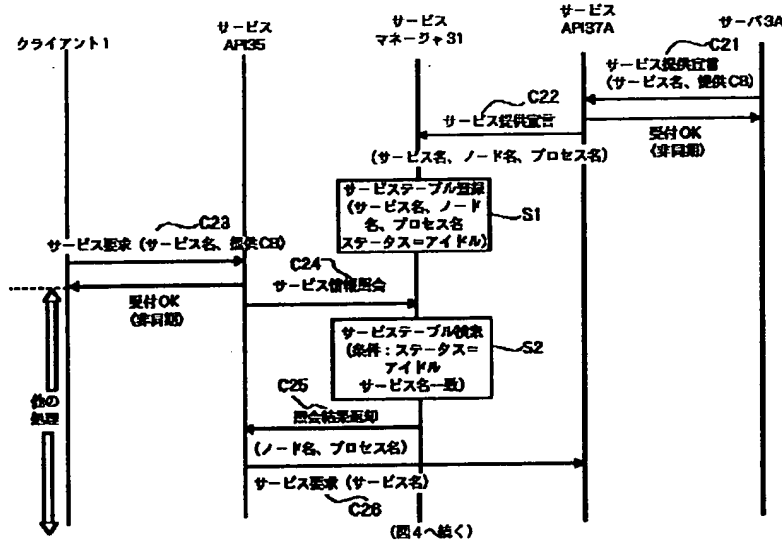 クライアント1
サービス
API35
サービス
マネージャ31
サービス
API37A
サーバ3A
C21
サービス提供宣言
(サービス名、提供CB)
C22
サービス提供宣言
受付OK
(非同期)
(サービス名、ノード名、プロセス名)
サービステーブル登録
(サービス名、ノード
名、プロセス名
ステータス=アイドル)
S1
C23
サービス要求 (サービス名、提供CB)
C24
サービス情報照会
受付OK
(非同期)
サービステーブル検索
(条件:ステータス=
アイドル
サービス名一致)
S2
他の
処理
C25
照会結果返却
(ノード名、プロセス名)
サービス要求 (サービス名)
C26
(図4へ続く)